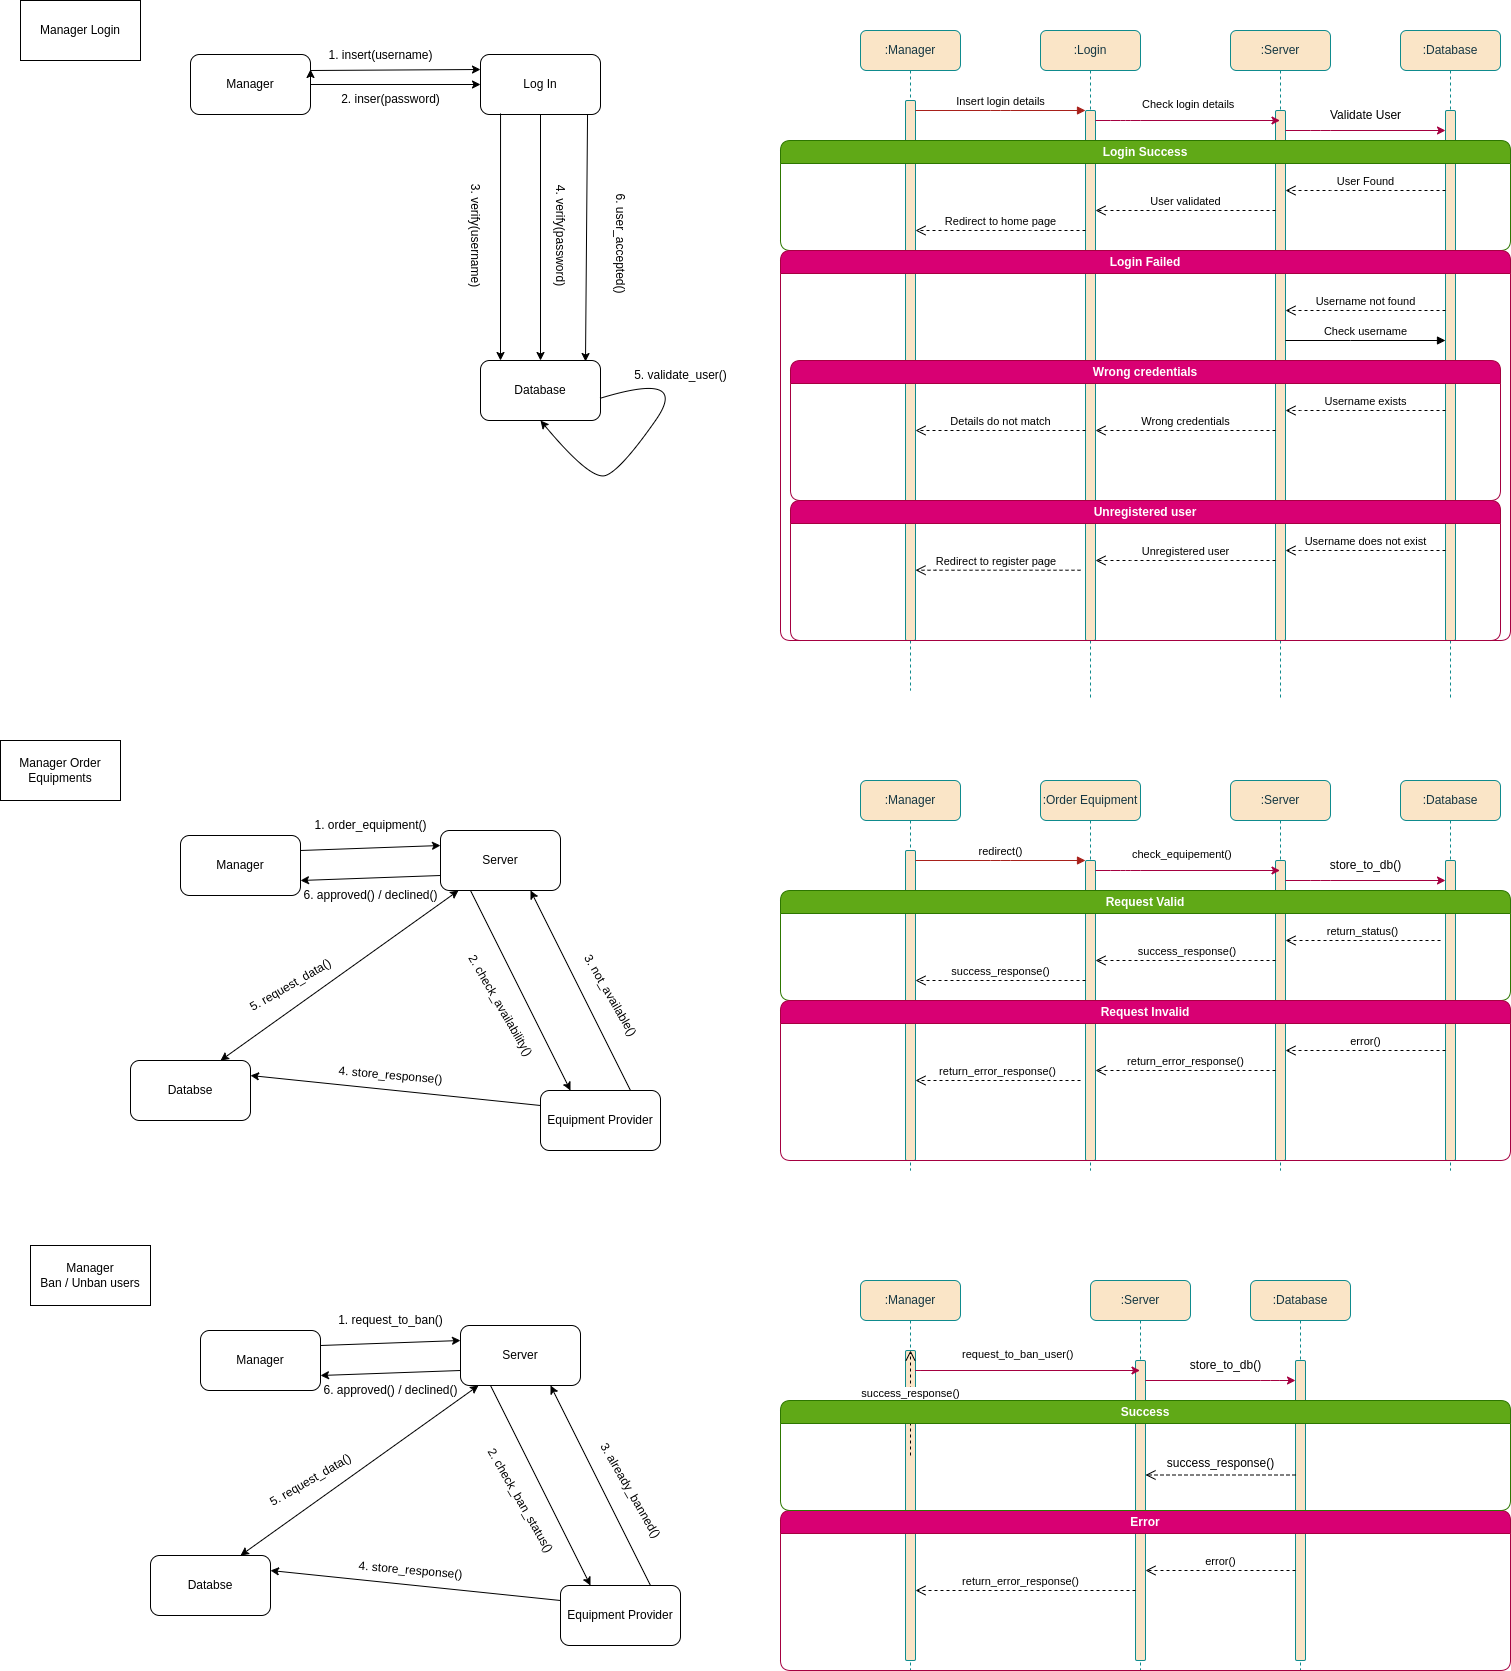 Manager Login
Manager
1. insert(username)
2. inser(password)
Log In
3. verify(username)
4. verify(password)
6. user_accepted()
Database
5. validate_user()
:Manager
:Login
:Server
:Database
Insert login details
Check login details
Validate User
Login Success
User Found
User validated
Redirect to home page
Login Failed
Username not found
Check username
Wrong credentials
Username exists
Details do not match
Wrong credentials
Unregistered user
Username does not exist
Unregistered user
Redirect to register page
Manager Order
Equipments
Manager
1. order_equipment()
Server
6. approved() / declined()
2. check_availability()
3. not_available()
5. request_data()
4. store_response()
Databse
Equipment Provider
:Manager
:Order Equipment
:Server
:Database
redirect()
check_equipement()
store_to_db()
Request Valid
return_status()
success_response()
success_response()
Request Invalid
error()
return_error_response()
return_error_response()
Manager
Ban / Unban users
Manager
1. request_to_ban()
Server
6. approved() / declined()
2. check_ban_status()
3. already_banned()
5. request_data()
4. store_response()
Databse
Equipment Provider
:Manager
:Server
:Database
request_to_ban_user()
store_to_db()
success_response()
Success
success_response()
Error
error()
return_error_response()